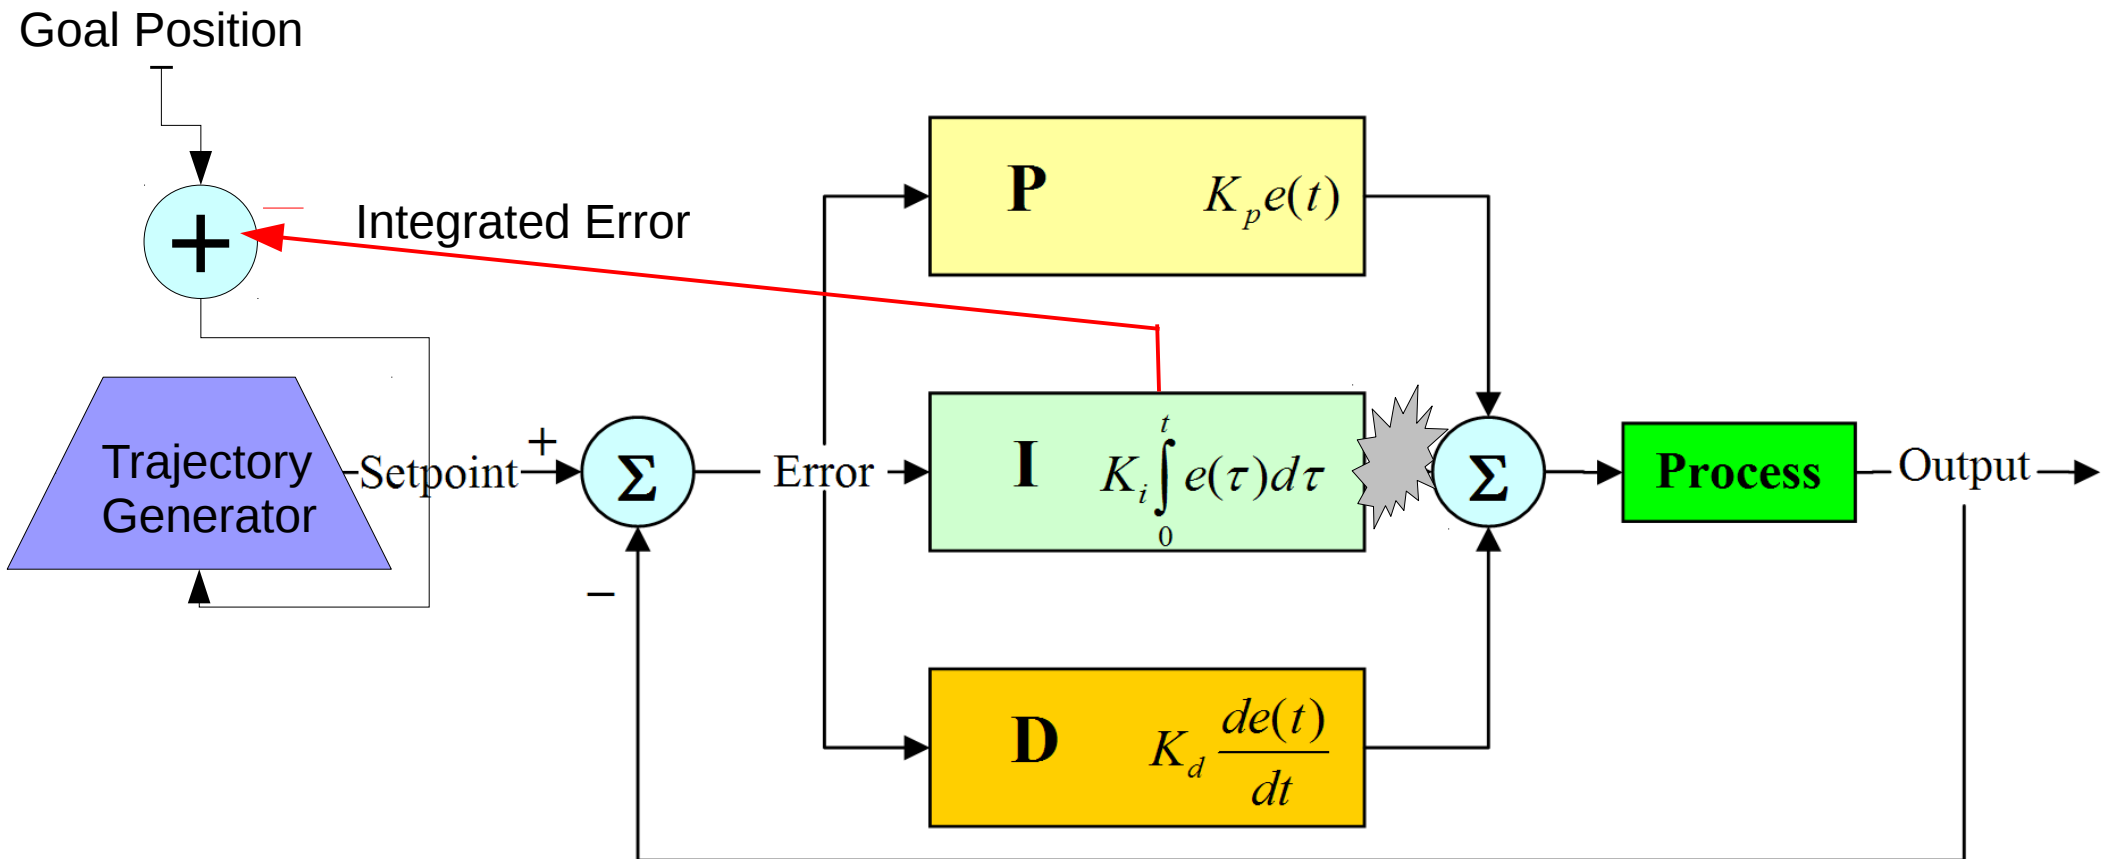 Goal Position
+
Integrated Error
P K_p e(t)
Trajectory
Generator
Setpoint
+
−
Σ
Error
I K_i ∫_0^t e(τ)dτ
Σ
Process
Output
D K_d de(t)/dt
−